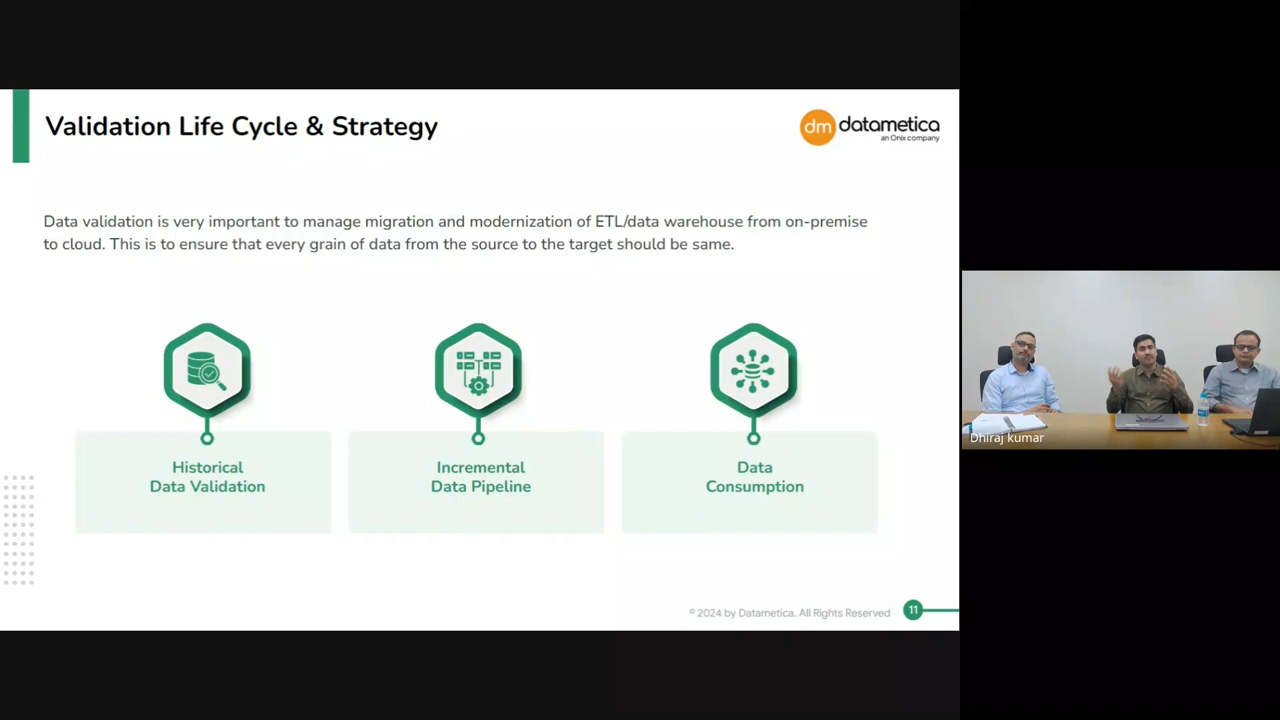 Validation Life Cycle & Strategy
dm datametica
an Onix company
Data validation is very important to manage migration and modernization of ETL/data warehouse from on-premise
to cloud. This is to ensure that every grain of data from the source to the target should be same.
Historical
Data Validation
Incremental
Data Pipeline
Data
Consumption
© 2024 by Datametica. All Rights Reserved
11
Dhiraj kumar